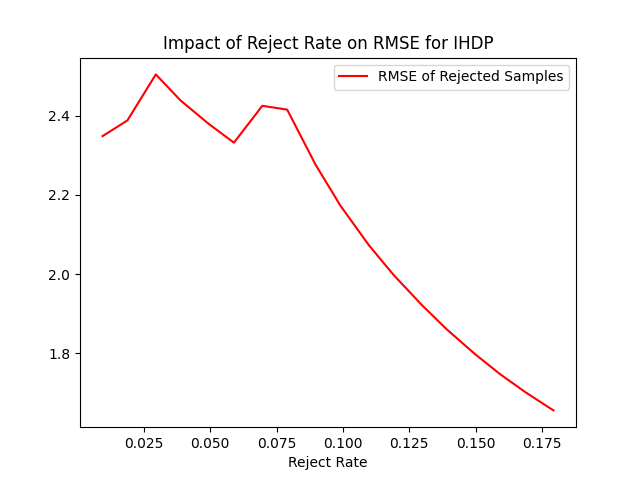 Impact of Reject Rate on RMSE for IHDP
RMSE of Rejected Samples
2.4
2.2
2.0
1.8
0.025 0.050 0.075 0.100 0.125 0.150 0.175
Reject Rate